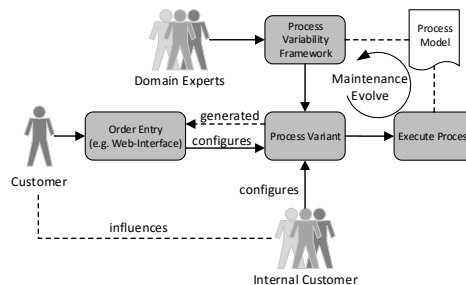 Process
Variability
Framework
Process
Model
Domain Experts
Maintenance
Evolve
Order Entry
(e.g. Web-Interface)
generated
configures
Process Variant
Execute Proces
Customer
configures
influences
Internal Customer